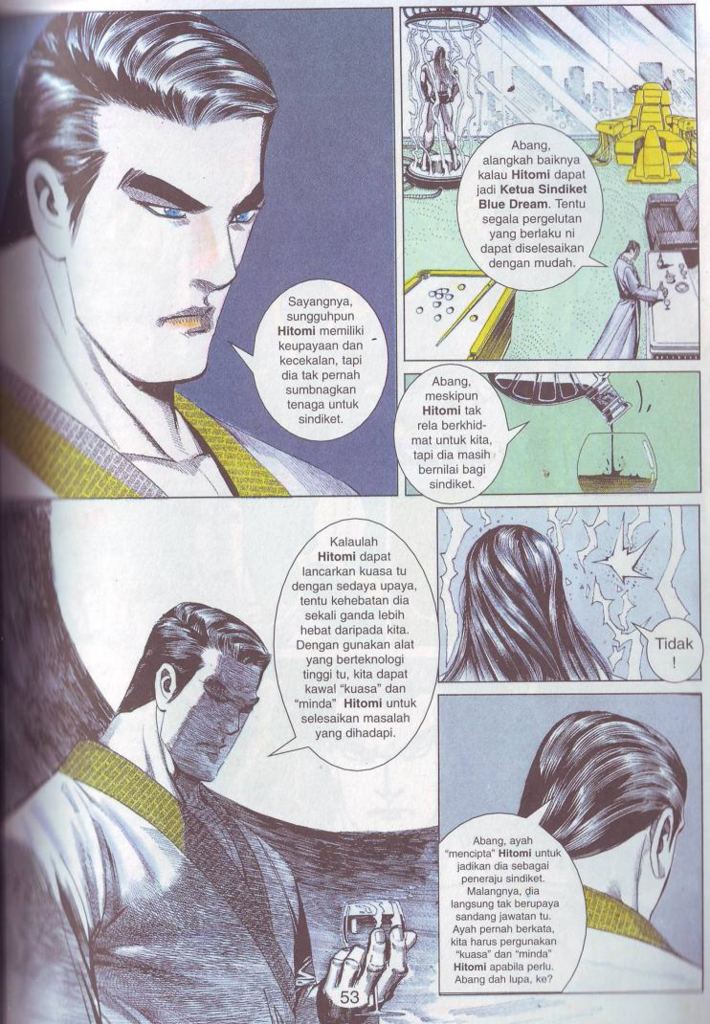 Sayangnya,
sungguhpun
Hitomi memiliki
keupayaan dan
kecekalan, tapi
dia tak pernah
sumbnagkan
tenaga untuk
sindiket.
Abang,
alangkah baiknya
kalau Hitomi dapat
jadi Ketua Sindiket
Blue Dream. Tentu
segala pergelutan
yang berlaku ni
dapat diselesaikan
dengan mudah.
Abang,
meskipun
Hitomi tak
rela berkhid-
mat untuk kita,
tapi dia masih
bernilai bagi
sindiket.
Kalaulah
Hitomi dapat
lancarkan kuasa tu
dengan sedaya upaya,
tentu kehebatan dia
sekali ganda lebih
hebat daripada kita.
Dengan gunakan alat
yang berteknologi
tinggi tu, kita dapat
kawal “kuasa” dan
“minda” Hitomi untuk
selesaikan masalah
yang dihadapi.
Tidak
!
Abang, ayah
“mencipta” Hitomi untuk
jadikan dia sebagai
peneraju sindiket.
Malangnya, dia
langsung tak berupaya
sandang jawatan tu.
Ayah pernah berkata,
kita harus pergunakan
“kuasa” dan “minda”
Hitomi apabila perlu.
Abang dah lupa, ke?
53